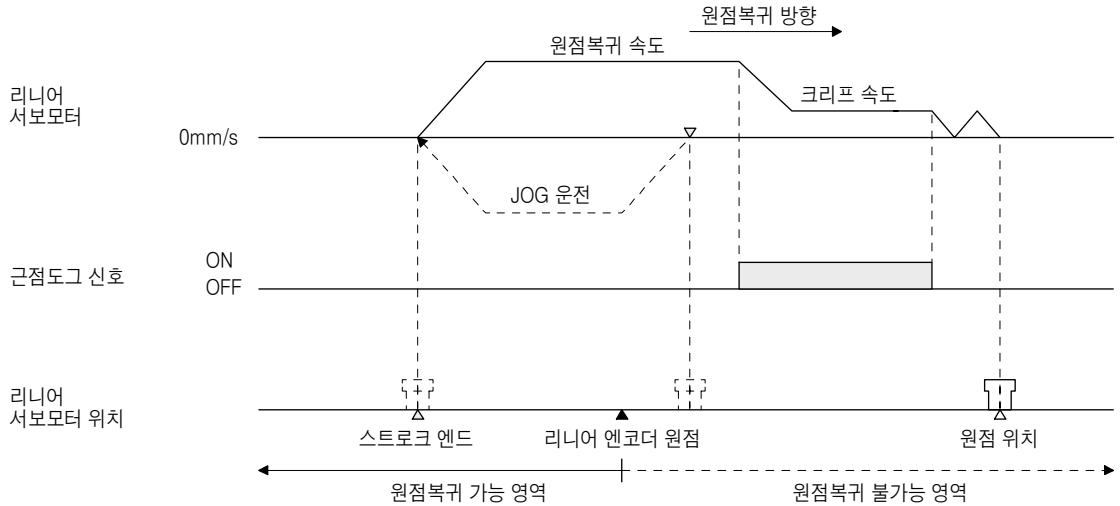 원점복귀 방향
원점복귀 속도
리니어
서보모터
크리프 속도
0mm/s
JOG 운전
근점도그 신호
ON
OFF
리니어
서보모터 위치
스트로크 엔드
리니어 엔코더 원점
원점 위치
원점복귀 가능 영역
원점복귀 불가능 영역